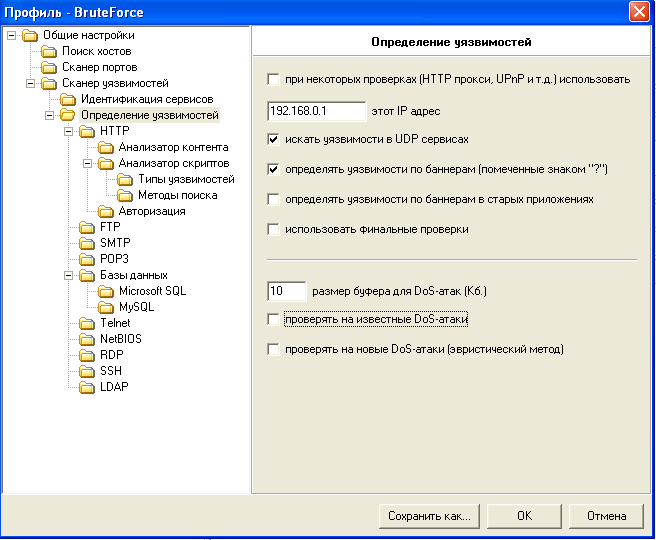 Профиль - BruteForce
Общие настройки
Поиск хостов
Сканер портов
Сканер уязвимостей
Идентификация сервисов
Определение уязвимостей
HTTP
Анализатор контента
Анализатор скриптов
Типы уязвимостей
Методы поиска
Авторизация
FTP
SMTP
POP3
Базы данных
Microsoft SQL
MySQL
Telnet
NetBIOS
RDP
SSH
LDAP
Определение уязвимостей
при некоторых проверках (HTTP прокси, UPnP и т.д.) использовать
192.168.0.1 этот IP адрес
искать уязвимости в UDP сервисах
определять уязвимости по баннерам (помеченные знаком "?")
определять уязвимости по баннерам в старых приложениях
использовать финальные проверки
10 размер буфера для DoS-атак (Кб.)
проверять на известные DoS-атаки
проверять на новые DoS-атаки (эвристический метод)
Сохранить как... OK Отмена